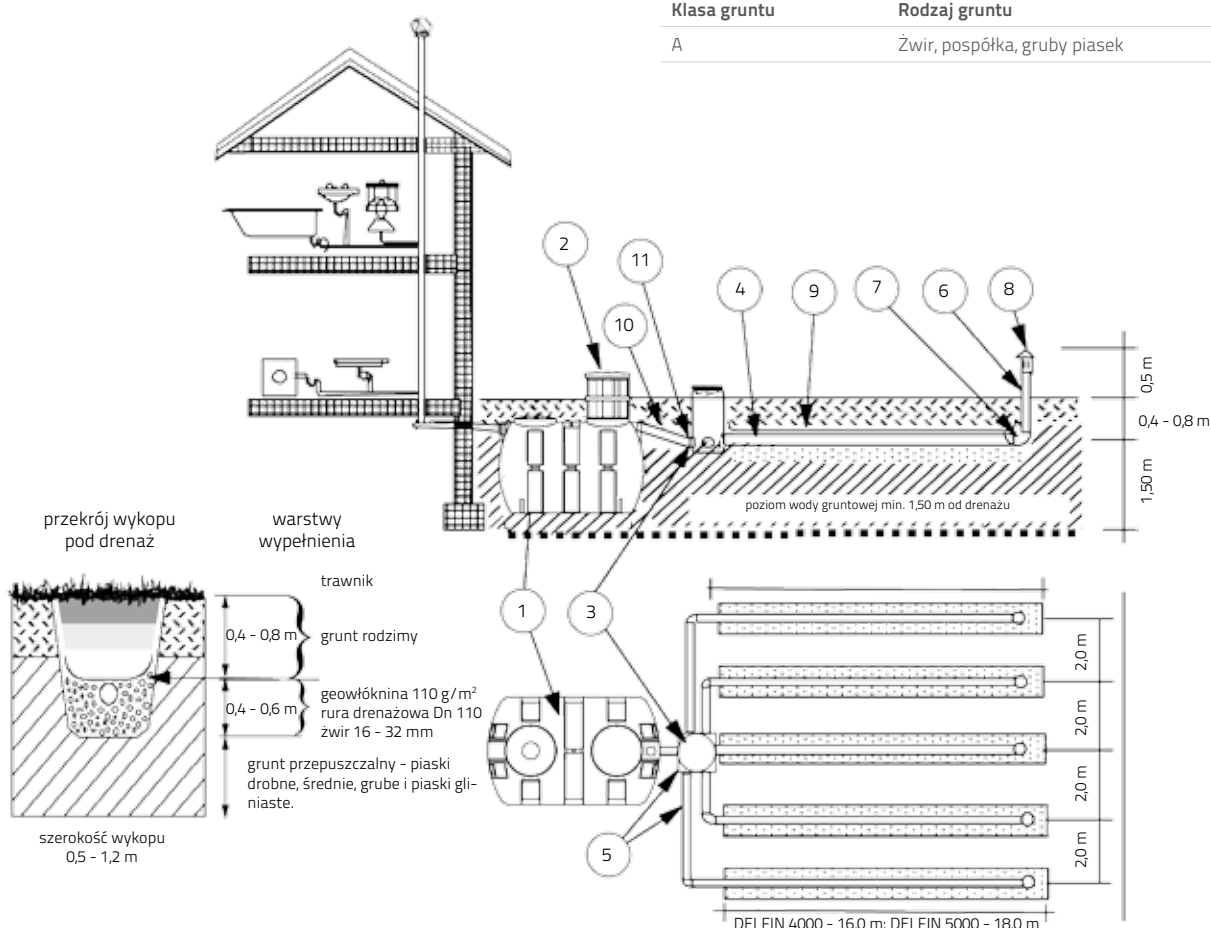 Klasa gruntu Rodzaj gruntu
A Żwir, pospółka, gruby piasek
2
11
10
4
9
7
6
8
0,5 m
0,4 - 0,8 m
1,50 m
poziom wody gruntowej min. 1,50 m od drenażu
przekrój wykopu
pod drenaż
warstwy
wypełnienia
trawnik
0,4 - 0,8 m
grunt rodzimy
0,4 - 0,6 m
geowłóknina 110 g/m²
rura drenażowa Dn 110
żwir 16 - 32 mm
grunt przepuszczalny - piaski
drobne, średnie, grube i piaski gli-
niaste.
szerokość wykopu
0,5 - 1,2 m
1
3
5
2,0 m
2,0 m
2,0 m
2,0 m
DELFIN 4000 - 16,0 m; DELFIN 5000 - 18,0 m